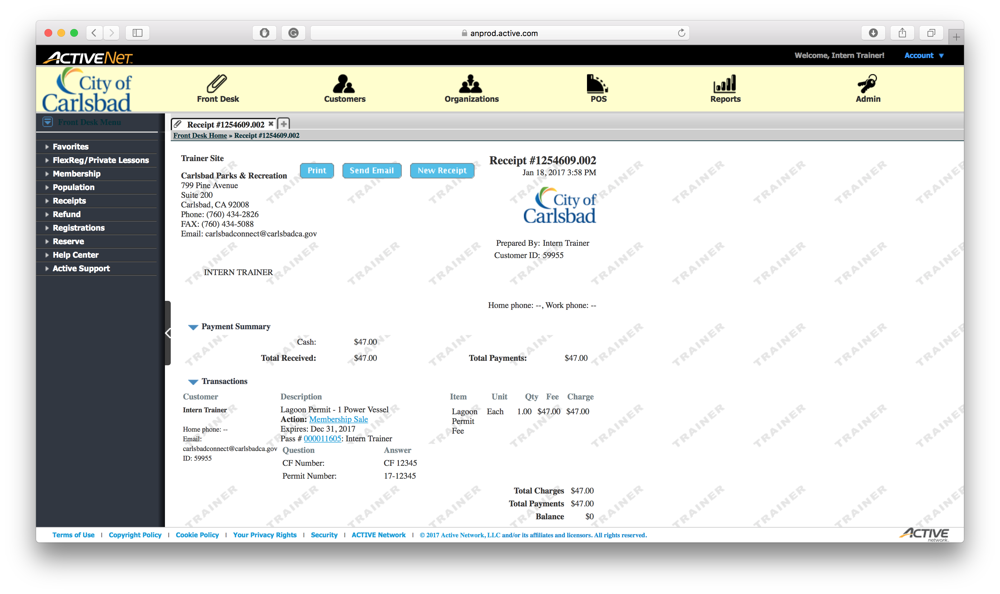 anprod.active.com
ACTIVENet
Welcome, Intern Trainer! Account
City of
Carlsbad
Front Desk Customers Organizations POS Reports Admin
Front Desk Menu
Favorites
FlexReg/Private Lessons
Membership
Population
Receipts
Refund
Registrations
Reserve
Help Center
Active Support
Receipt #1254609.002
Front Desk Home » Receipt #1254609.002
Trainer Site
Carlsbad Parks & Recreation
799 Pine Avenue
Suite 200
Carlsbad, CA 92008
Phone: (760) 434-2826
FAX: (760) 434-5088
Email: carlsbadconnect@carlsbadca.gov
Print Send Email New Receipt
Receipt #1254609.002
Jan 18, 2017 3:58 PM
City of
Carlsbad
Prepared By: Intern Trainer
Customer ID: 59955
INTERN TRAINER
Home phone: --, Work phone: --
Payment Summary
Cash: $47.00
Total Received: $47.00 Total Payments: $47.00
Transactions
Customer Description Item Unit Qty Fee Charge
Intern Trainer
Home phone: --
Email:
carlsbadconnect@carlsbadca.gov
ID: 59955
Lagoon Permit - 1 Power Vessel
Action: Membership Sale
Expires: Dec 31, 2017
Pass # 000011605: Intern Trainer
Question Answer
CF Number: CF 12345
Permit Number: 17-12345
Lagoon Each 1.00 $47.00 $47.00
Permit
Fee
Total Charges $47.00
Total Payments $47.00
Balance $0
TRAINER
Terms of Use | Copyright Policy | Cookie Policy | Your Privacy Rights | Security | ACTIVE Network | © 2017 Active Network, LLC and/or its affiliates and licensors. All rights reserved.
ACTIVE
network